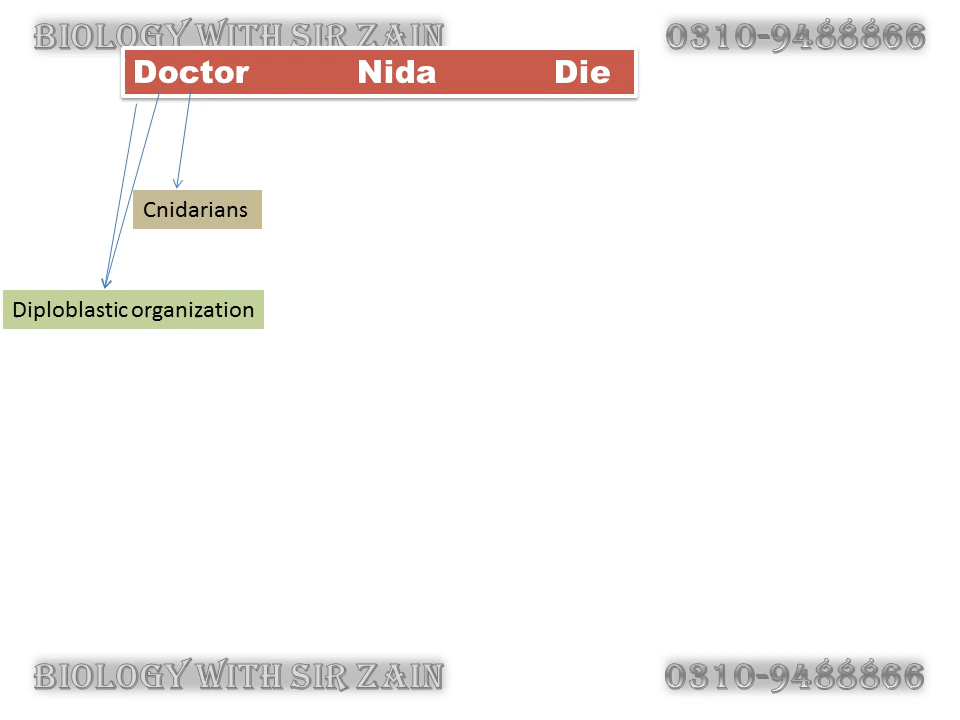 BIOLOGY WITH SIR ZAIN 0310-9488866
Doctor Nida Die
Cnidarians
Diploblastic organization
BIOLOGY WITH SIR ZAIN 0310-9488866